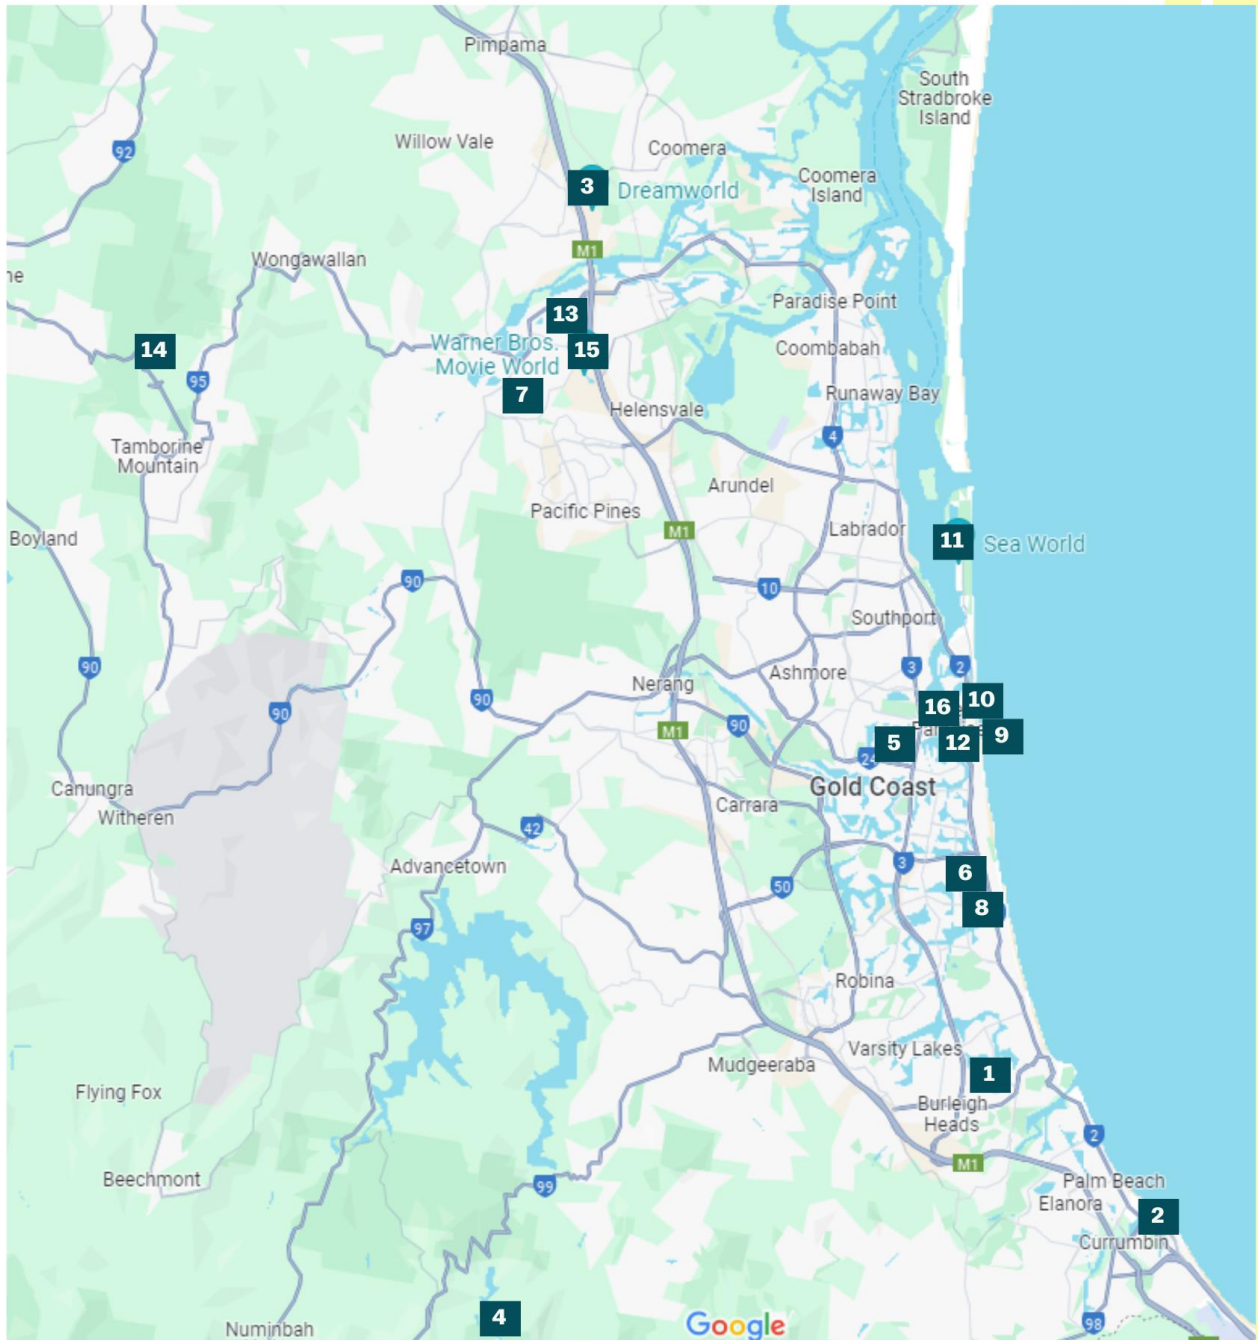 Pimpama
South
Stradbroke
Island
92
Willow Vale
Coomera
Coomera
Island
3
Dreamworld
M1
Wongawallan
Paradise Point
13
14
Warner Bros.
Movie World
15
Coombabah
95
7
Runaway Bay
Helensvale
4
Tamborine
Mountain
Arundel
Pacific Pines
M1
Labrador
Boyland
11
Sea World
90
10
Southport
90
3
2
Ashmore
Nerang
90
90
16
10
M1
90
5
12
9
24
Gold Coast
Canungra
Witheren
Carrara
42
Advancetown
3
6
50
8
97
Robina
Varsity Lakes
Mudgeeraba
1
Flying Fox
Burleigh
Heads
2
M1
Beechmont
99
Palm Beach
Elanora
2
Currumbin
4
Google
98
Numinbah